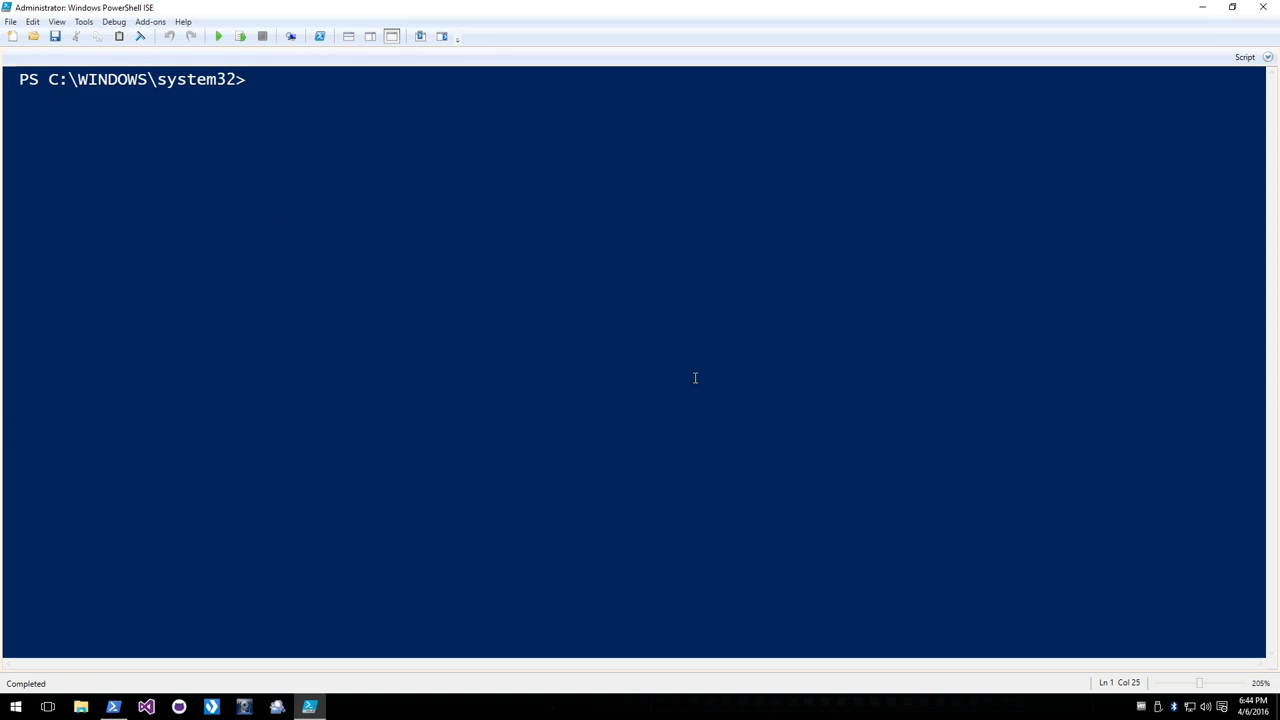 Administrator: Windows PowerShell ISE
File Edit View Tools Debug Add-ons Help
Script
PS C:\WINDOWS\system32>
Completed
Ln 1 Col 25
205%
6:44 PM
4/6/2016